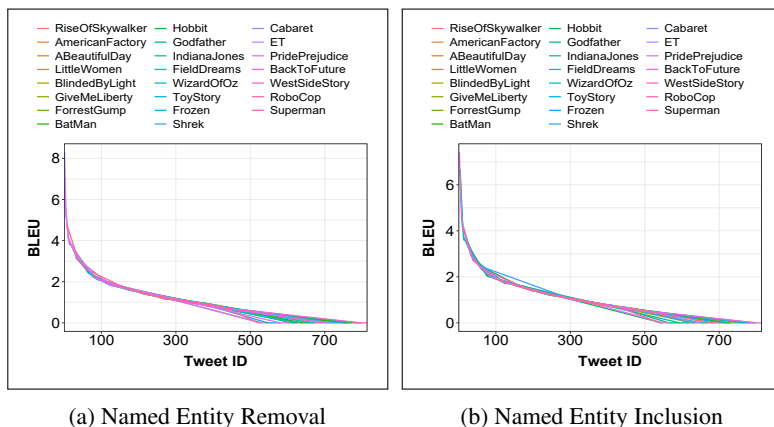 RiseOfSkywalker Hobbit Cabaret
AmericanFactory Godfather ET
ABeautifulDay IndianaJones PridePrejudice
LittleWomen FieldDreams BackToFuture
BlindedByLight WizardOfOz WestSideStory
GiveMeLiberty ToyStory RoboCop
ForrestGump Frozen Superman
BatMan Shrek
8
6
4
2
0
BLEU
100 300 500 700
Tweet ID
(a) Named Entity Removal
RiseOfSkywalker Hobbit Cabaret
AmericanFactory Godfather ET
ABeautifulDay IndianaJones PridePrejudice
LittleWomen FieldDreams BackToFuture
BlindedByLight WizardOfOz WestSideStory
GiveMeLiberty ToyStory RoboCop
ForrestGump Frozen Superman
BatMan Shrek
6
4
2
0
BLEU
100 300 500 700
Tweet ID
(b) Named Entity Inclusion